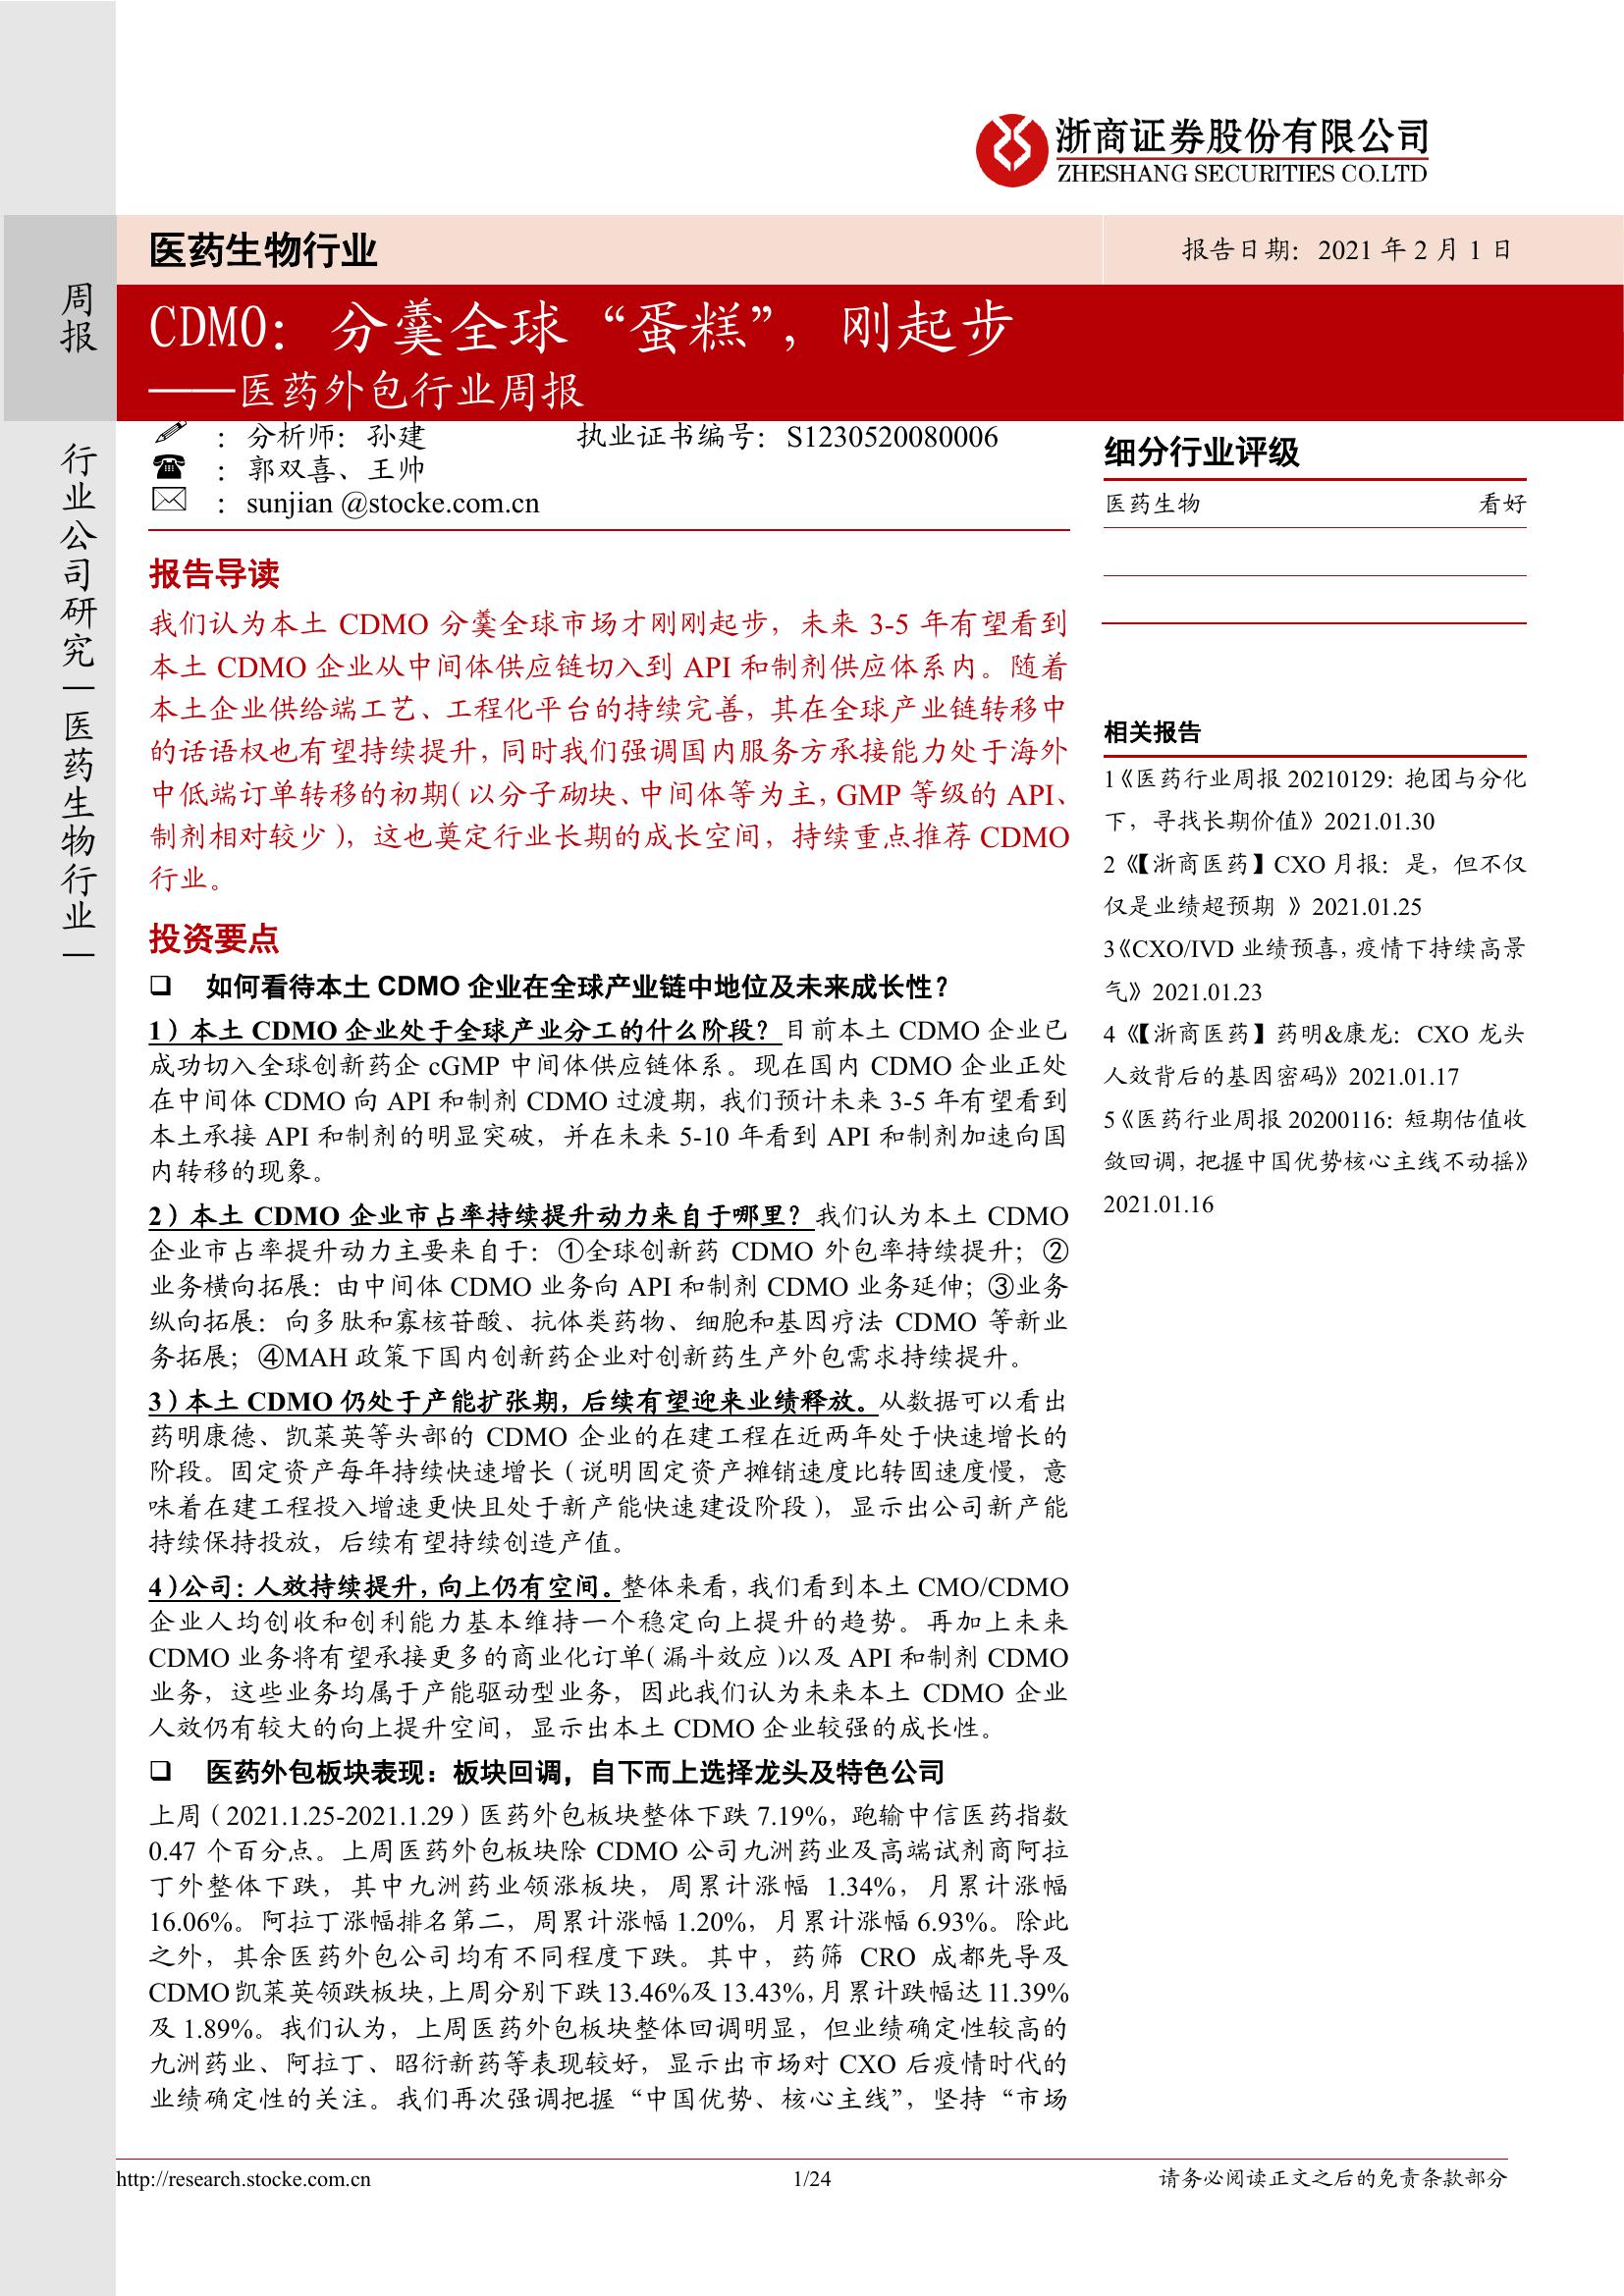 浙商证券股份有限公司
ZHESHANG SECURITIES CO.LTD
医药生物行业
报告日期：2021 年 2 月 1 日
周报
CDMO：分羹全球“蛋糕”，刚起步
——医药外包行业周报
行业公司研究｜医药生物行业｜
：分析师：孙建 执业证书编号：S1230520080006
：郭双喜、王帅
：sunjian @stocke.com.cn
报告导读
我们认为本土 CDMO 分羹全球市场才刚刚起步，未来 3-5 年有望看到
本土 CDMO 企业从中间体供应链切入到 API 和制剂供应体系内。随着
本土企业供给端工艺、工程化平台的持续完善，其在全球产业链转移中
的话语权也有望持续提升，同时我们强调国内服务方承接能力处于海外
中低端订单转移的初期（以分子砌块、中间体等为主，GMP 等级的 API、
制剂相对较少），这也奠定行业长期的成长空间，持续重点推荐 CDMO
行业。
投资要点
❑ 如何看待本土 CDMO 企业在全球产业链中地位及未来成长性？
1）本土 CDMO 企业处于全球产业分工的什么阶段？目前本土 CDMO 企业已
成功切入全球创新药企 cGMP 中间体供应链体系。现在国内 CDMO 企业正处
在中间体 CDMO 向 API 和制剂 CDMO 过渡期，我们预计未来 3-5 年有望看到
本土承接 API 和制剂的明显突破，并在未来 5-10 年看到 API 和制剂加速向国
内转移的现象。
2）本土 CDMO 企业市占率持续提升动力来自于哪里？我们认为本土 CDMO
企业市占率提升动力主要来自于：①全球创新药 CDMO 外包率持续提升；②
业务横向拓展：由中间体 CDMO 业务向 API 和制剂 CDMO 业务延伸；③业务
纵向拓展：向多肽和寡核苷酸、抗体类药物、细胞和基因疗法 CDMO 等新业
务拓展；④MAH 政策下国内创新药企业对创新药生产外包需求持续提升。
3）本土 CDMO 仍处于产能扩张期，后续有望迎来业绩释放。从数据可以看出
药明康德、凯莱英等头部的 CDMO 企业的在建工程在近两年处于快速增长的
阶段。固定资产每年持续快速增长（说明固定资产摊销速度比转固速度慢，意
味着在建工程投入增速更快且处于新产能快速建设阶段），显示出公司新产能
持续保持投放，后续有望持续创造产值。
4）公司：人效持续提升，向上仍有空间。整体来看，我们看到本土 CMO/CDMO
企业人均创收和创利能力基本维持一个稳定向上提升的趋势。再加上未来
CDMO 业务将有望承接更多的商业化订单（漏斗效应）以及 API 和制剂 CDMO
业务，这些业务均属于产能驱动型业务，因此我们认为未来本土 CDMO 企业
人效仍有较大的向上提升空间，显示出本土 CDMO 企业较强的成长性。
❑ 医药外包板块表现：板块回调，自下而上选择龙头及特色公司
上周（2021.1.25-2021.1.29）医药外包板块整体下跌 7.19%，跑输中信医药指数
0.47 个百分点。上周医药外包板块除 CDMO 公司九洲药业及高端试剂商阿拉
丁外整体下跌，其中九洲药业领涨板块，周累计涨幅 1.34%，月累计涨幅
16.06%。阿拉丁涨幅排名第二，周累计涨幅 1.20%，月累计涨幅 6.93%。除此
之外，其余医药外包公司均有不同程度下跌。其中，药筛 CRO 成都先导及
CDMO 凯莱英领跌板块，上周分别下跌 13.46%及 13.43%，月累计跌幅达 11.39%
及 1.89%。我们认为，上周医药外包板块整体回调明显，但业绩确定性较高的
九洲药业、阿拉丁、昭衍新药等表现较好，显示出市场对 CXO 后疫情时代的
业绩确定性的关注。我们再次强调把握“中国优势、核心主线”，坚持“市场
细分行业评级
医药生物 看好
相关报告
1《医药行业周报 20210129：抱团与分化
下，寻找长期价值》2021.01.30
2《【浙商医药】CXO 月报：是，但不仅
仅是业绩超预期 》2021.01.25
3《CXO/IVD 业绩预喜，疫情下持续高景
气》2021.01.23
4《【浙商医药】药明&康龙：CXO 龙头
人效背后的基因密码》2021.01.17
5《医药行业周报 20200116：短期估值收
敛回调，把握中国优势核心主线不动摇》
2021.01.16
http://research.stocke.com.cn
1/24
请务必阅读正文之后的免责条款部分